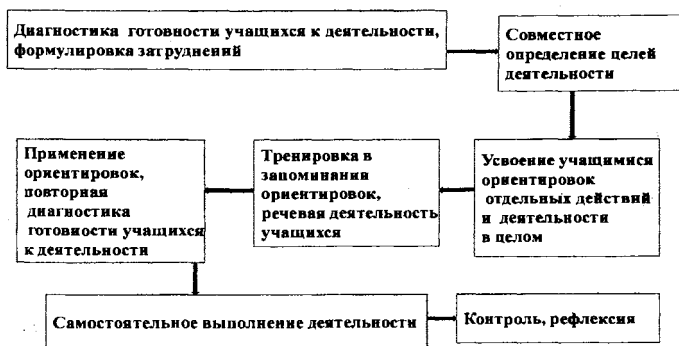 Диагностика готовности учащихся к деятельности,
формулировка затруднений
Совместное
определение целей
деятельности
Усвоение учащимися
ориентировок
отдельных действий
и деятельности
в целом
Тренировка в
запоминании
ориентировок,
речевая деятельность
учащихся
Применение
ориентировок,
повторная
диагностика
готовности учащихся
к деятельности
Самостоятельное выполнение деятельности
Контроль, рефлексия